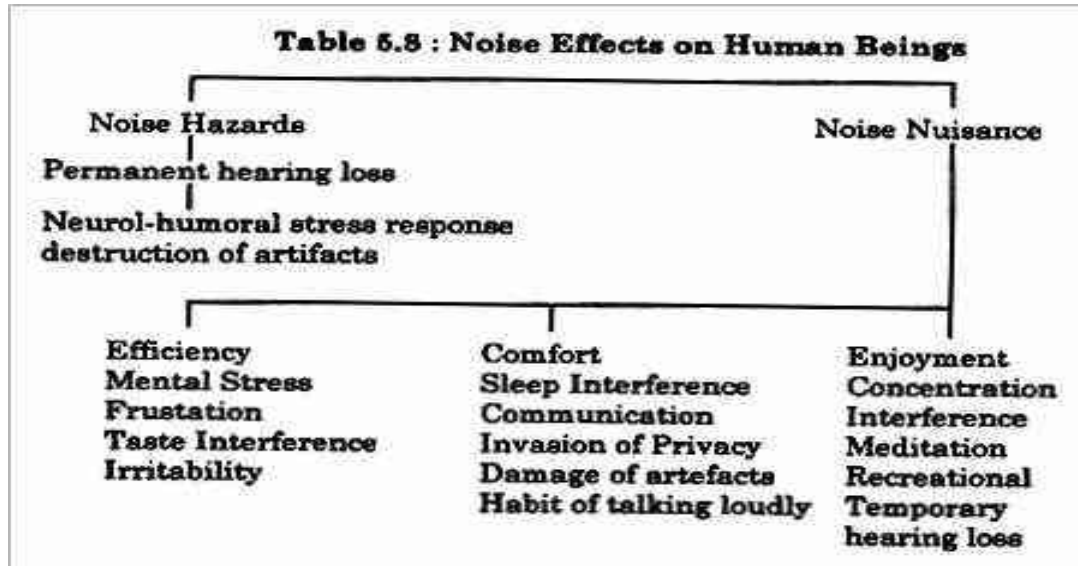 Table 5.8 : Noise Effects on Human Beings
Noise Hazards
Noise Nuisance
Permanent hearing loss
Neurol-humoral stress response
destruction of artifacts
Efficiency
Mental Stress
Frustation
Taste Interference
Irritability
Comfort
Sleep Interference
Communication
Invasion of Privacy
Damage of artefacts
Habit of talking loudly
Enjoyment
Concentration
Interference
Meditation
Recreational
Temporary
hearing loss